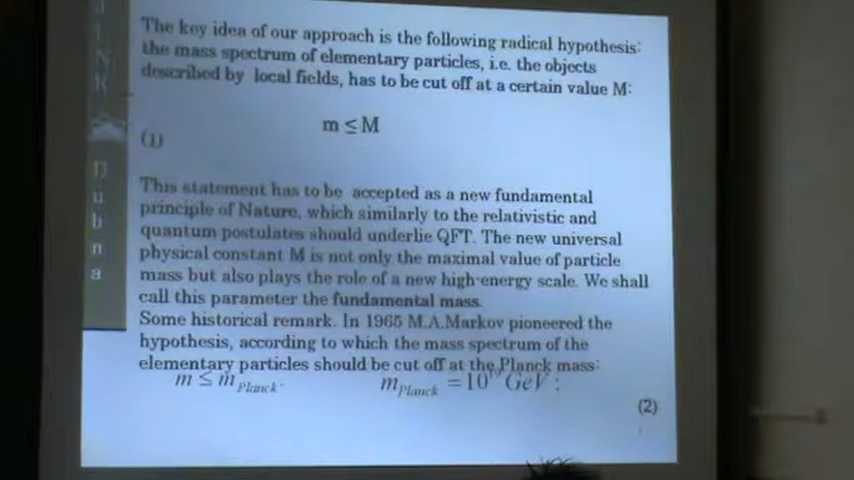 JINR
Dubna
The key idea of our approach is the following radical hypothesis:
the mass spectrum of elementary particles, i.e. the objects
described by local fields, has to be cut off at a certain value M:
m ≤ M
(1)
This statement has to be accepted as a new fundamental
principle of Nature, which similarly to the relativistic and
quantum postulates should underlie QFT. The new universal
physical constant M is not only the maximal value of particle
mass but also plays the role of a new high-energy scale. We shall
call this parameter the fundamental mass.
Some historical remark. In 1965 M.A.Markov pioneered the
hypothesis, according to which the mass spectrum of the
elementary particles should be cut off at the Planck mass:
m ≤ m Planck. m Planck = 10 GeV :
(2)